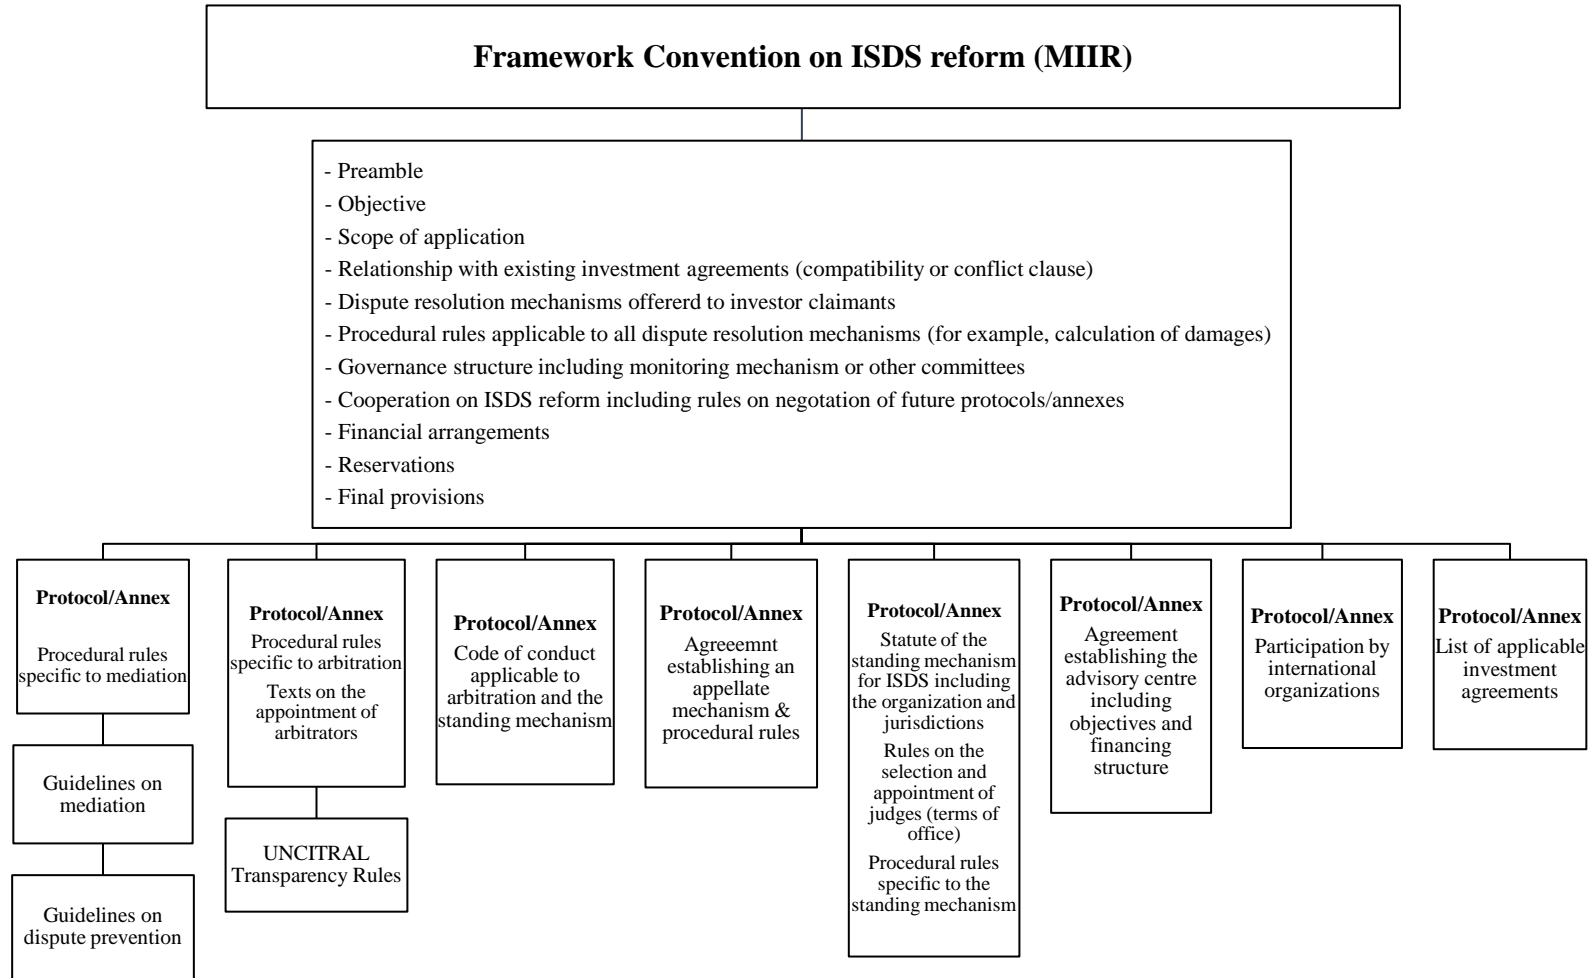 Framework Convention on ISDS reform (MIIR)
- Preamble
- Objective
- Scope of application
- Relationship with existing investment agreements (compatibility or conflict clause)
- Dispute resolution mechanisms offererd to investor claimants
- Procedural rules applicable to all dispute resolution mechanisms (for example, calculation of damages)
- Governance structure including monitoring mechanism or other committees
- Cooperation on ISDS reform including rules on negotation of future protocols/annexes
- Financial arrangements
- Reservations
- Final provisions
Protocol/Annex
Procedural rules
specific to mediation
Guidelines on
mediation
Guidelines on
dispute prevention
Protocol/Annex
Procedural rules
specific to arbitration
Texts on the
appointment of
arbitrators
UNCITRAL
Transparency Rules
Protocol/Annex
Code of conduct
applicable to
arbitration and the
standing mechanism
Protocol/Annex
Agreeemnt
establishing an
appellate
mechanism &
procedural rules
Protocol/Annex
Statute of the
standing mechanism
for ISDS including
the organization and
jurisdictions
Rules on the
selection and
appointment of
judges (terms of
office)
Procedural rules
specific to the
standing mechanism
Protocol/Annex
Agreement
establishing the
advisory centre
including
objectives and
financing
structure
Protocol/Annex
Participation by
international
organizations
Protocol/Annex
List of applicable
investment
agreements